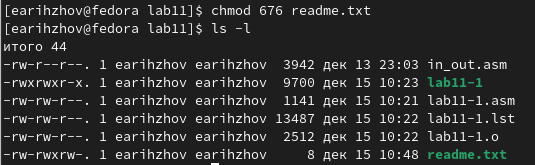 [earihzhov@fedora lab11]$ chmod 676 readme.txt
[earihzhov@fedora lab11]$ ls -l
итого 44
-rw-r--r--. 1 earihzhov earihzhov  3942 дек 13 23:03 in_out.asm
-rwxrwxr-x. 1 earihzhov earihzhov  9700 дек 15 10:23 lab11-1
-rw-rw-r--. 1 earihzhov earihzhov  1141 дек 15 10:21 lab11-1.asm
-rw-rw-r--. 1 earihzhov earihzhov 13487 дек 15 10:22 lab11-1.lst
-rw-rw-r--. 1 earihzhov earihzhov  2512 дек 15 10:22 lab11-1.o
-rw-rwxrw-. 1 earihzhov earihzhov     8 дек 15 10:48 readme.txt